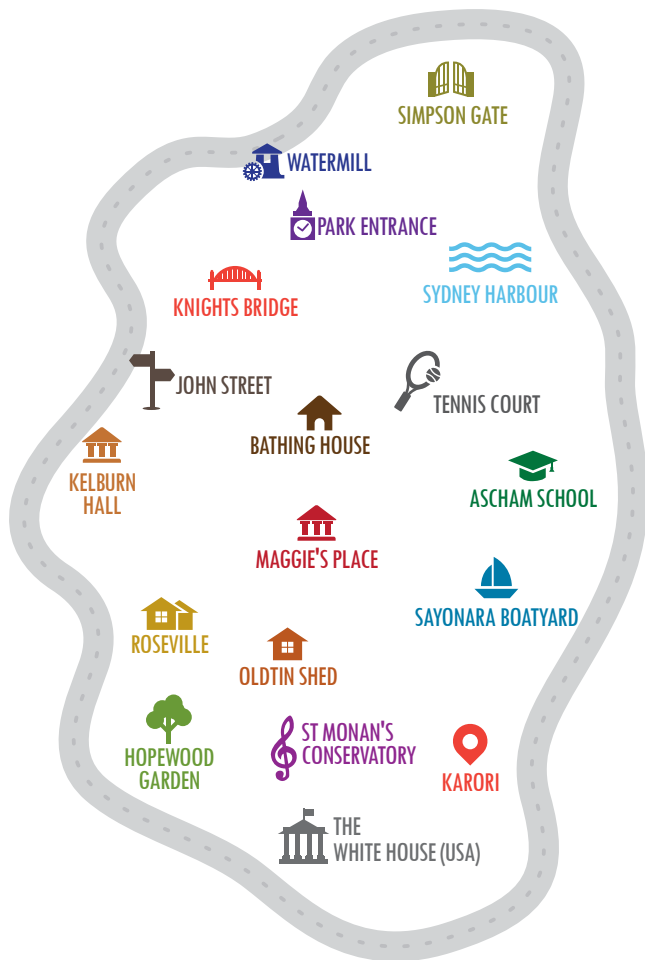 SIMPSON GATE
WATERMILL
PARK ENTRANCE
SYDNEY HARBOUR
KNIGHTS BRIDGE
JOHN STREET
TENNIS COURT
BATHING HOUSE
KELBURN
HALL
ASCHAM SCHOOL
MAGGIE'S PLACE
SAYONARA BOATYARD
ROSEVILLE
OLDTIN SHED
ST MONAN'S
CONSERVATORY
HOPEWOOD
GARDEN
KARORI
THE
WHITE HOUSE (USA)